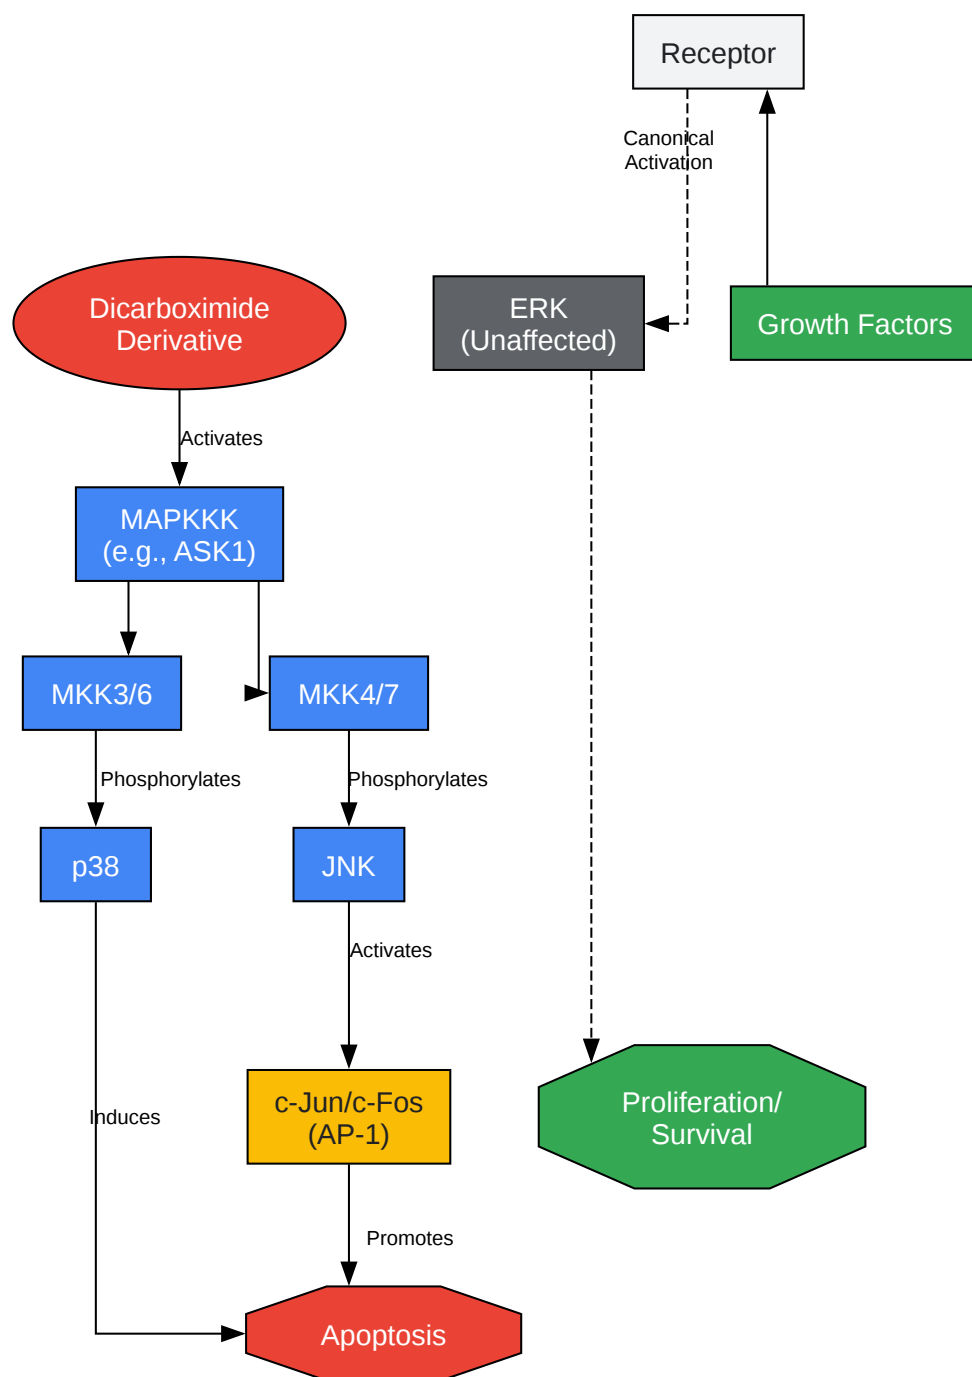 Receptor
Canonical
Activation
Dicarboximide
Derivative
ERK
(Unaffected)
Growth Factors
Activates
MAPKKK
(e.g., ASK1)
MKK3/6
MKK4/7
Phosphorylates
Phosphorylates
p38
JNK
Activates
c-Jun/c-Fos
(AP-1)
Induces
Proliferation/
Survival
Promotes
Apoptosis